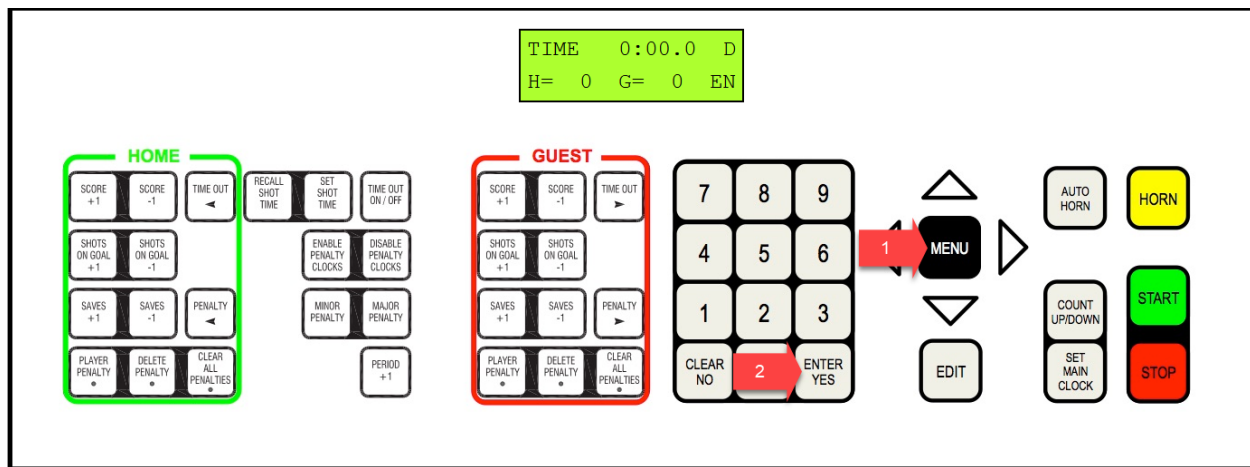 TIME 0:00.0 D
H= 0 G= 0 EN
HOME
SCORE
+1
SCORE
-1
TIME OUT
◄
RECALL
SHOT
TIME
SET
SHOT
TIME
TIME OUT
ON / OFF
SHOTS
ON GOAL
+1
SHOTS
ON GOAL
-1
ENABLE
PENALTY
CLOCKS
DISABLE
PENALTY
CLOCKS
SAVES
+1
SAVES
-1
PENALTY
◄
MINOR
PENALTY
MAJOR
PENALTY
PLAYER
PENALTY
●
DELETE
PENALTY
●
CLEAR
ALL
PENALTIES
●
PERIOD
+1
GUEST
SCORE
+1
SCORE
-1
TIME OUT
►
SHOTS
ON GOAL
+1
SHOTS
ON GOAL
-1
SAVES
+1
SAVES
-1
PENALTY
►
PLAYER
PENALTY
●
DELETE
PENALTY
●
CLEAR
ALL
PENALTIES
●
7 8 9
4 5 6
1 2 3
CLEAR
NO
2
ENTER
YES
1
MENU
EDIT
AUTO
HORN
HORN
COUNT
UP/DOWN
START
SET
MAIN
CLOCK
STOP